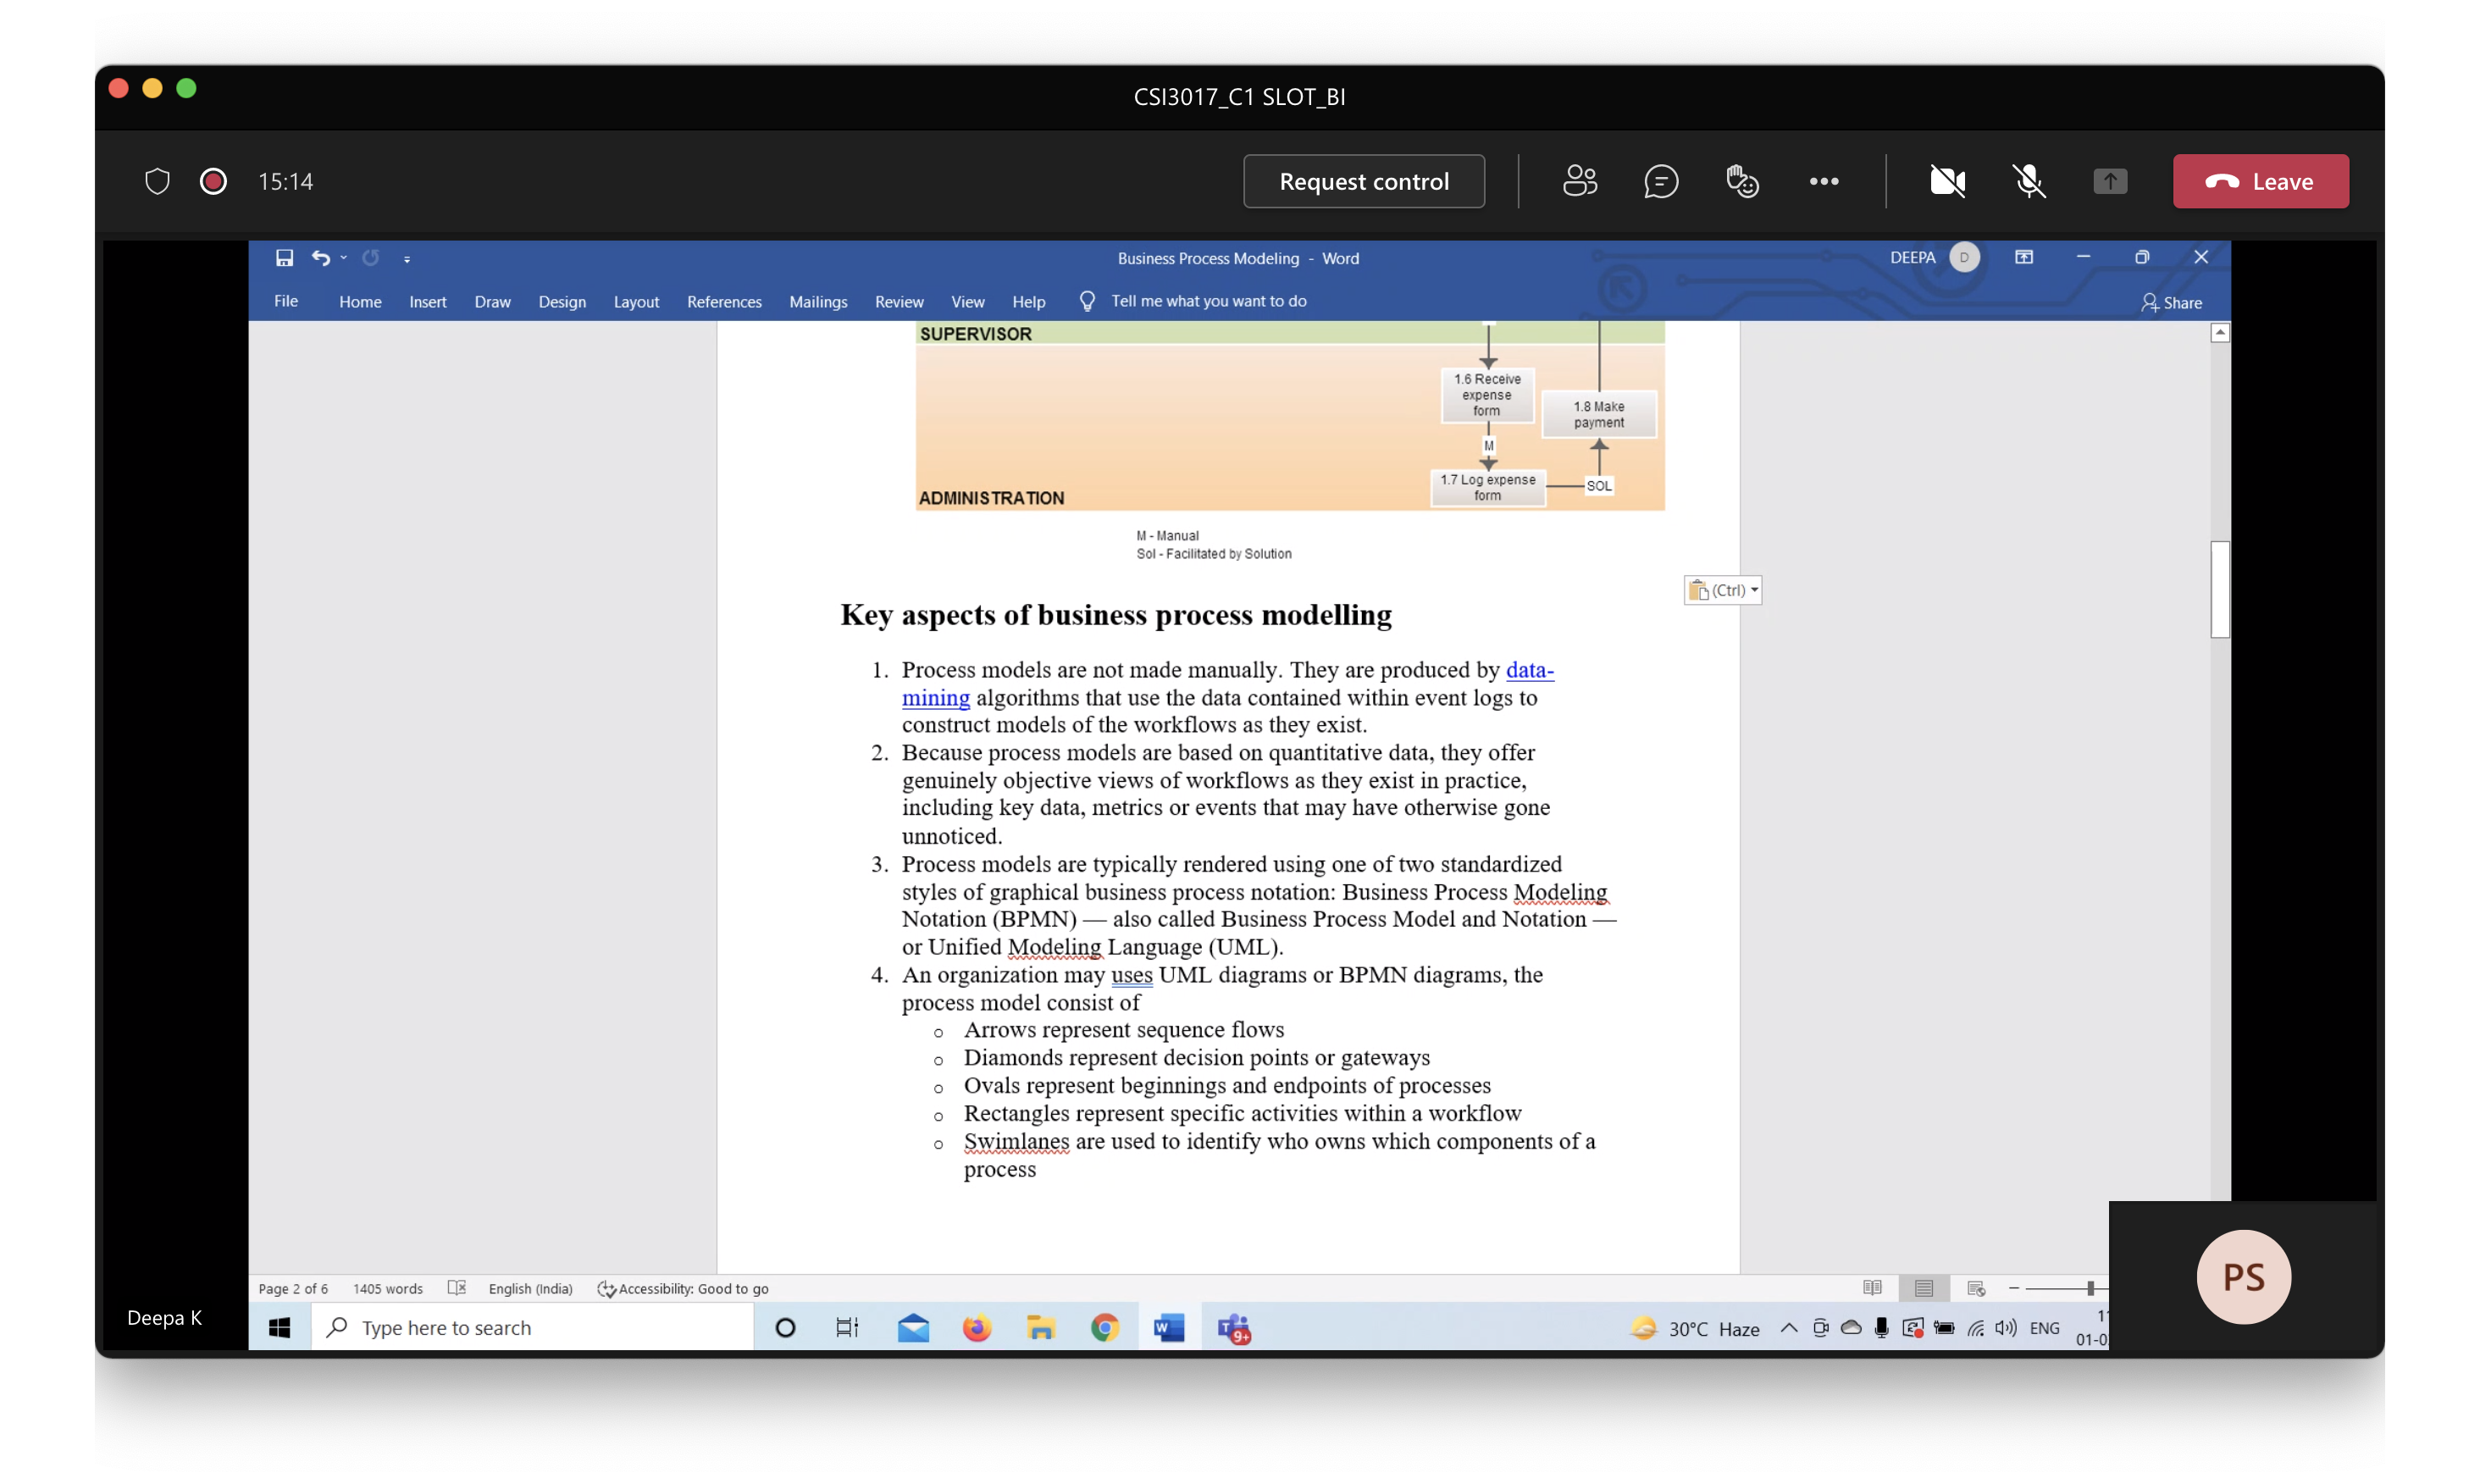 CSI3017_C1 SLOT_BI
15:14
Request control
Leave
Business Process Modeling - Word
DEEPA D
File Home Insert Draw Design Layout References Mailings Review View Help Tell me what you want to do
Share
SUPERVISOR
1.6 Receive
expense
form
1.8 Make
payment
M
1.7 Log expense
form
SOL
ADMINISTRATION
M - Manual
Sol - Facilitated by Solution
(Ctrl)
Key aspects of business process modelling
1. Process models are not made manually. They are produced by data-
mining algorithms that use the data contained within event logs to
construct models of the workflows as they exist.
2. Because process models are based on quantitative data, they offer
genuinely objective views of workflows as they exist in practice,
including key data, metrics or events that may have otherwise gone
unnoticed.
3. Process models are typically rendered using one of two standardized
styles of graphical business process notation: Business Process Modeling
Notation (BPMN) — also called Business Process Model and Notation —
or Unified Modeling Language (UML).
4. An organization may uses UML diagrams or BPMN diagrams, the
process model consist of
o Arrows represent sequence flows
o Diamonds represent decision points or gateways
o Ovals represent beginnings and endpoints of processes
o Rectangles represent specific activities within a workflow
o Swimlanes are used to identify who owns which components of a
process
Page 2 of 6 1405 words English (India) Accessibility: Good to go
Deepa K
PS
Type here to search
W
T 9+
30°C Haze
ENG